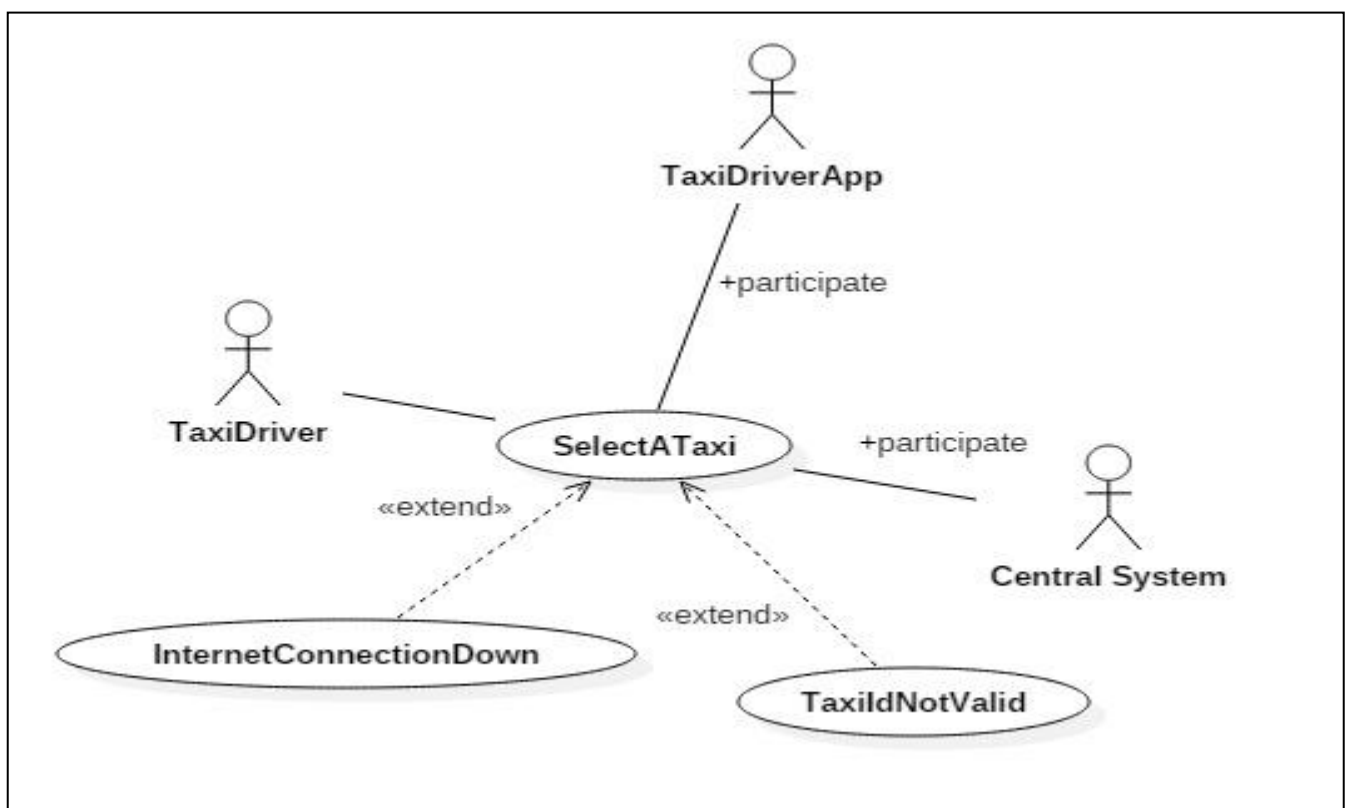 TaxiDriverApp
+participate
TaxiDriver
SelectATaxi
+participate
«extend»
Central System
«extend»
InternetConnectionDown
TaxiIdNotValid